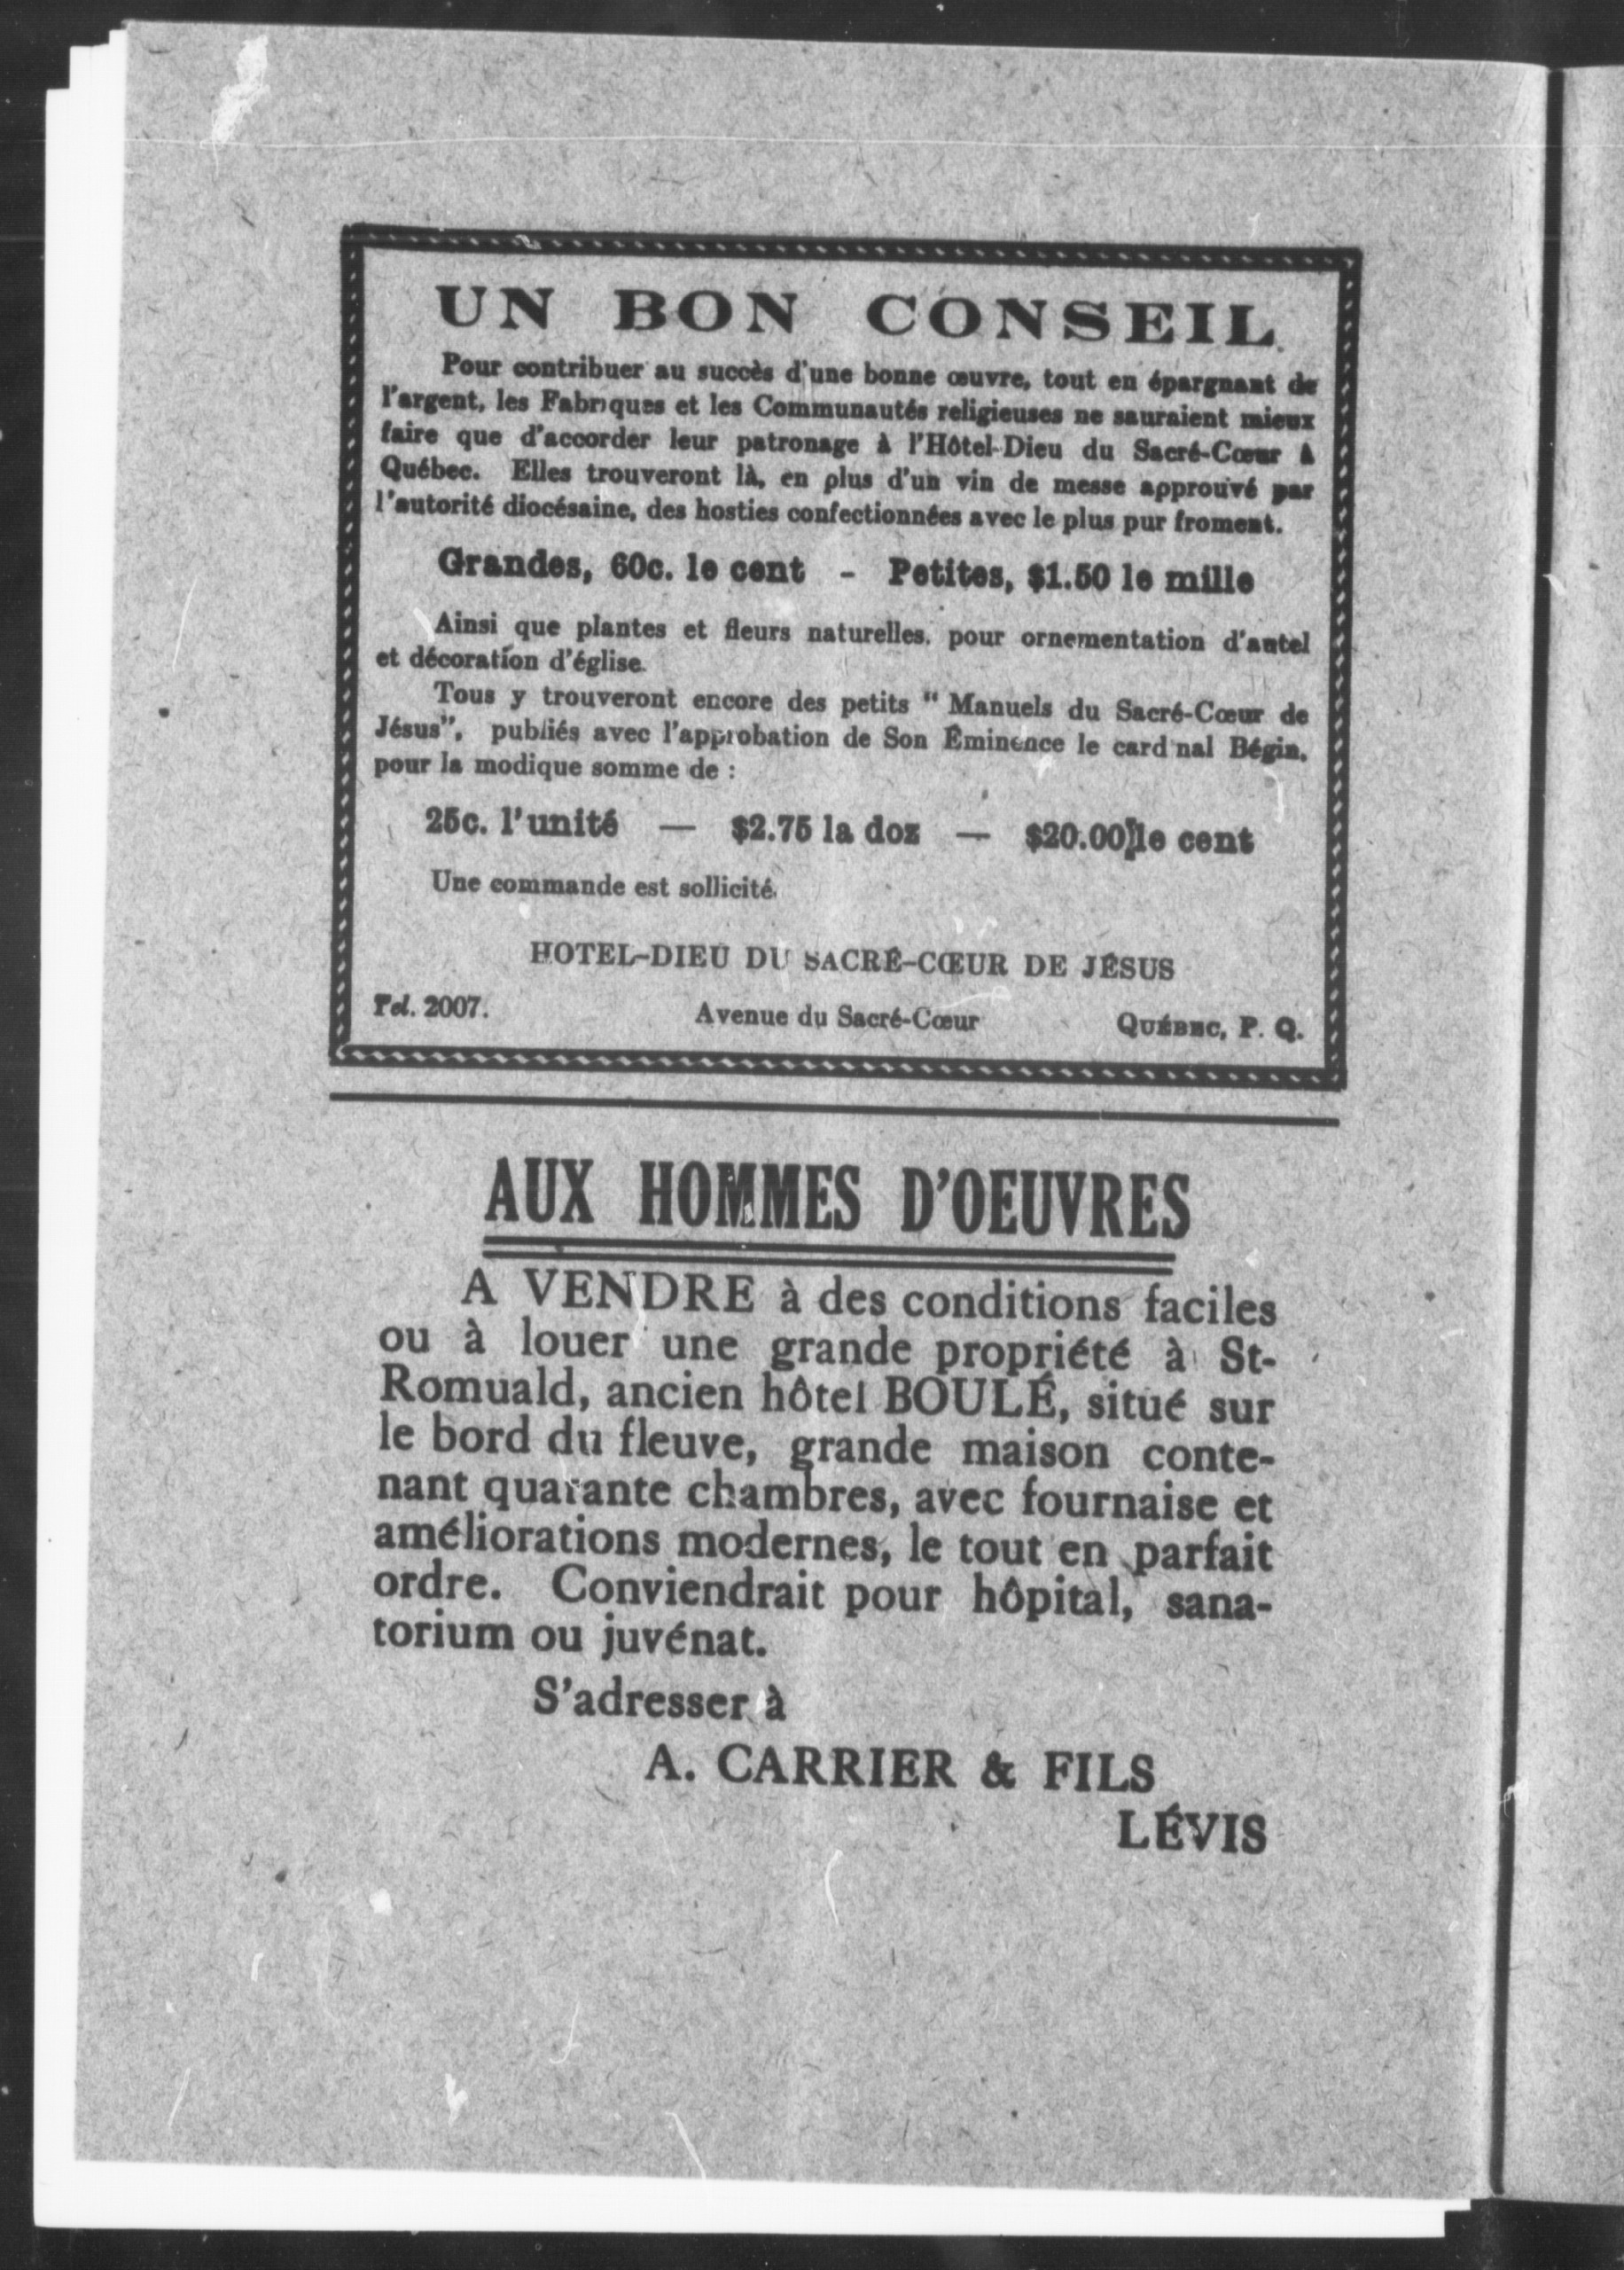 UN BON CONSEIL
Pour contribuer au succès d'une bonne œuvre, tout en épargnant de
l'argent, les Fabriques et les Communautés religieuses ne sauraient mieux
faire que d'accorder leur patronage à l'Hôtel-Dieu du Sacré-Cœur à
Québec. Elles trouveront là, en plus d'un vin de messe approuvé par
l'autorité diocésaine, des hosties confectionnées avec le plus pur froment.
Grandes, 60c. le cent - Petites, $1.50 le mille
Ainsi que plantes et fleurs naturelles. pour ornementation d'autel
et décoration d'église.
Tous y trouveront encore des petits " Manuels du Sacré-Cœur de
Jésus", publiés avec l'approbation de Son Éminence le card nal Bégin,
pour la modique somme de :
25c. l'unité — $2.75 la doz — $20.00 le cent
Une commande est sollicité.
HOTEL-DIEU DU SACRÉ-CŒUR DE JÉSUS
Tel. 2007. Avenue du Sacré-Cœur QUÉBEC, P. Q.
AUX HOMMES D'OEUVRES
A VENDRE à des conditions faciles
ou à louer une grande propriété à St-
Romuald, ancien hôtel BOULÉ, situé sur
le bord du fleuve, grande maison conte-
nant quarante chambres, avec fournaise et
améliorations modernes, le tout en parfait
ordre. Conviendrait pour hôpital, sana-
torium ou juvénat.
S'adresser à
A. CARRIER & FILS
LÉVIS